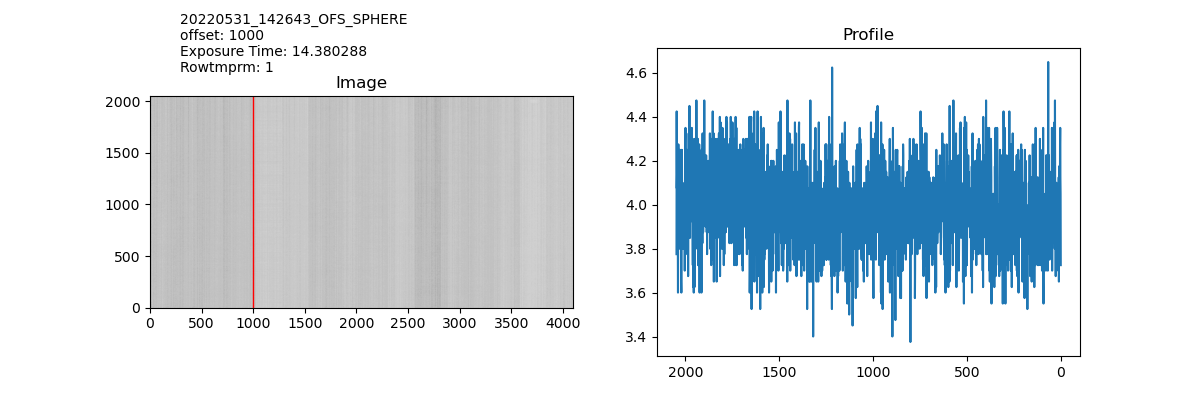 20220531_142643_OFS_SPHERE
offset: 1000
Exposure Time: 14.380288
Rowtmprm: 1
Image
2000
1500
1000
500
0
0 500 1000 1500 2000 2500 3000 3500 4000
Profile
4.6
4.4
4.2
4.0
3.8
3.6
3.4
2000 1500 1000 500 0